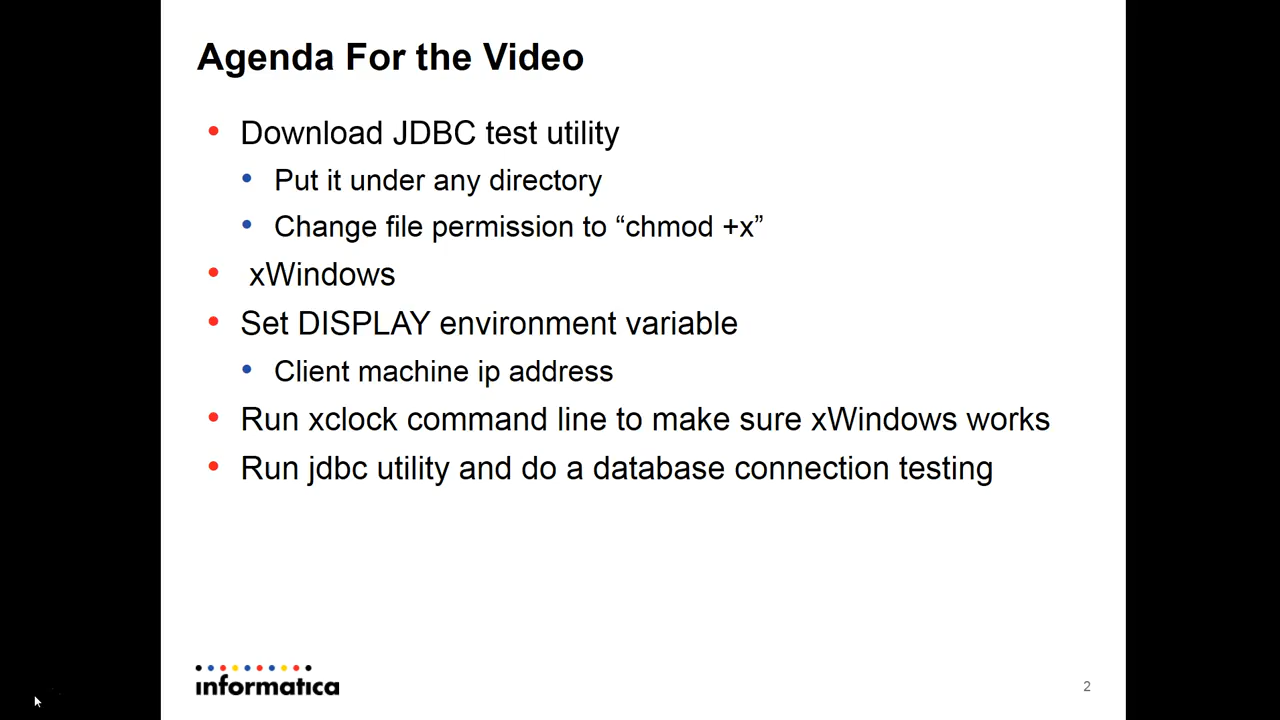 Agenda For the Video
• Download JDBC test utility
• Put it under any directory
• Change file permission to “chmod +x”
• xWindows
• Set DISPLAY environment variable
• Client machine ip address
• Run xclock command line to make sure xWindows works
• Run jdbc utility and do a database connection testing
informatica
2